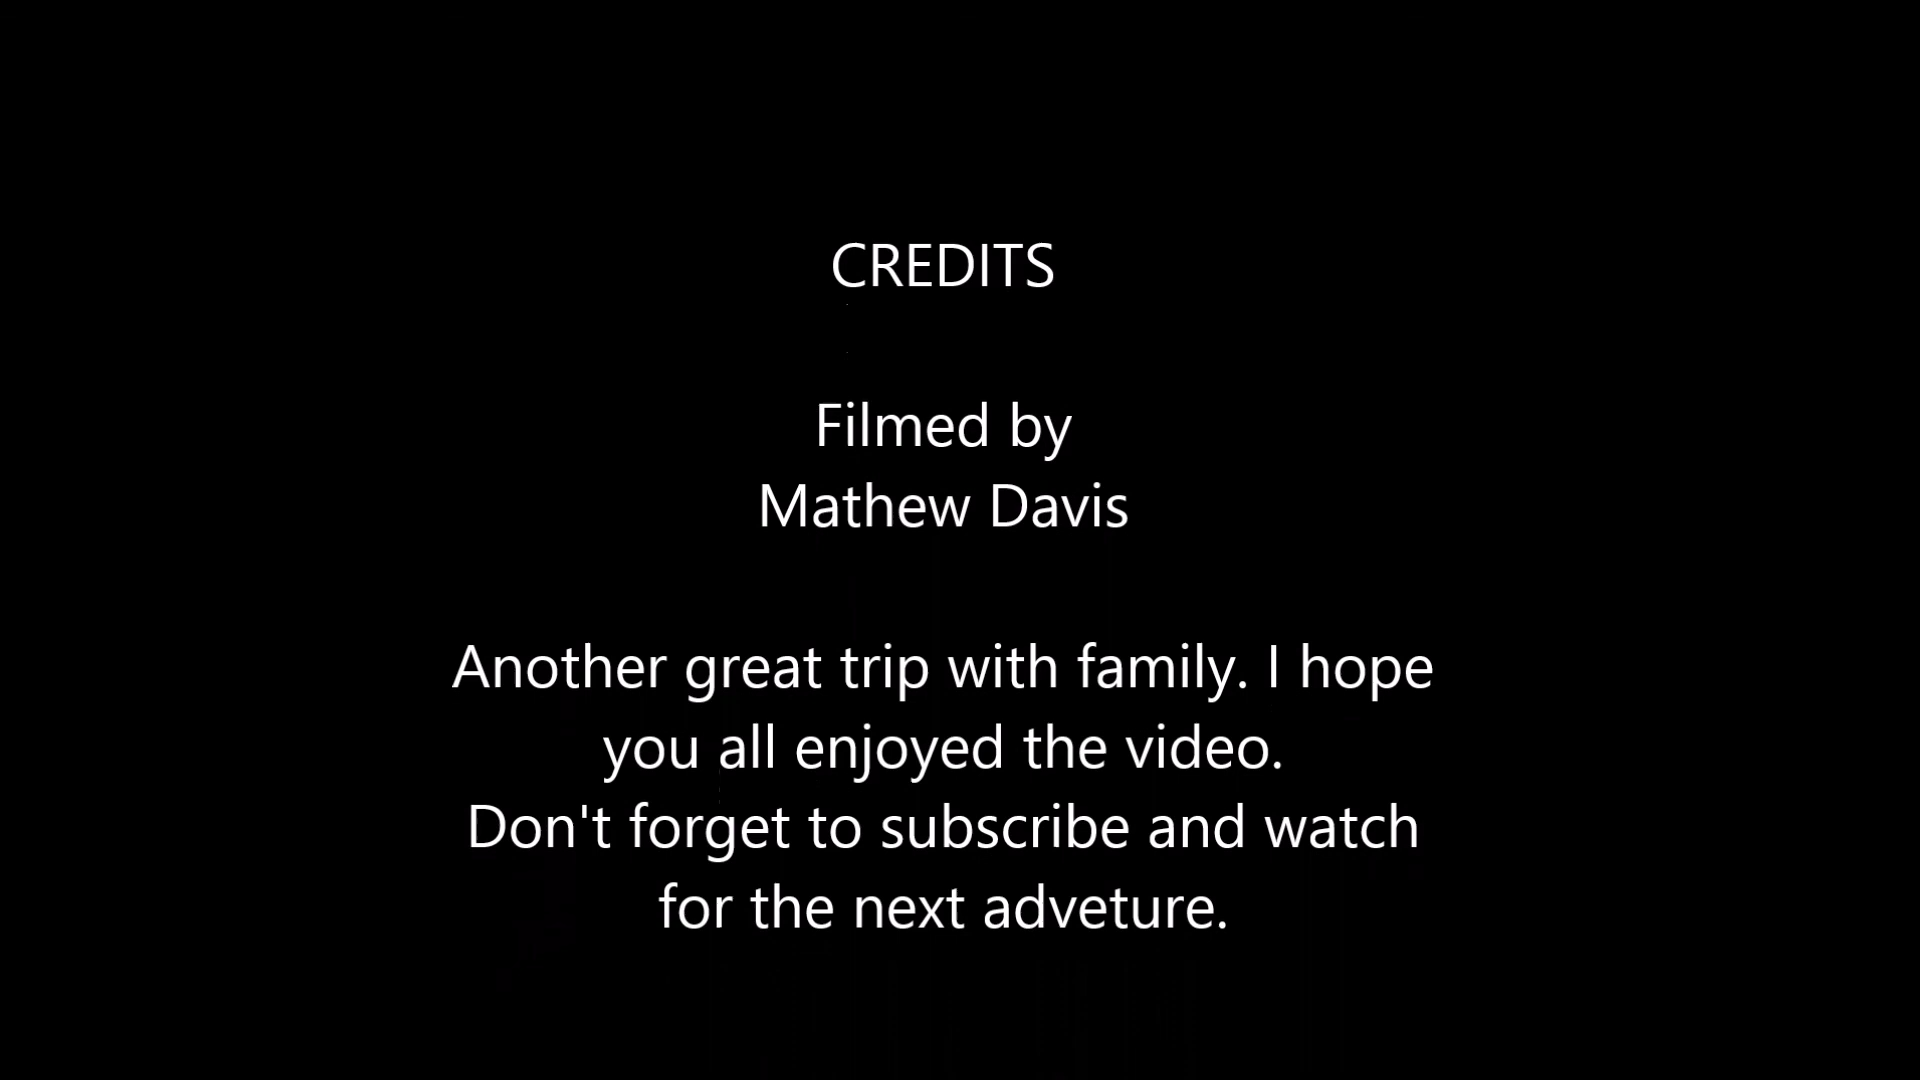 CREDITS
Filmed by
Mathew Davis
Another great trip with family. I hope
you all enjoyed the video.
Don't forget to subscribe and watch
for the next adveture.